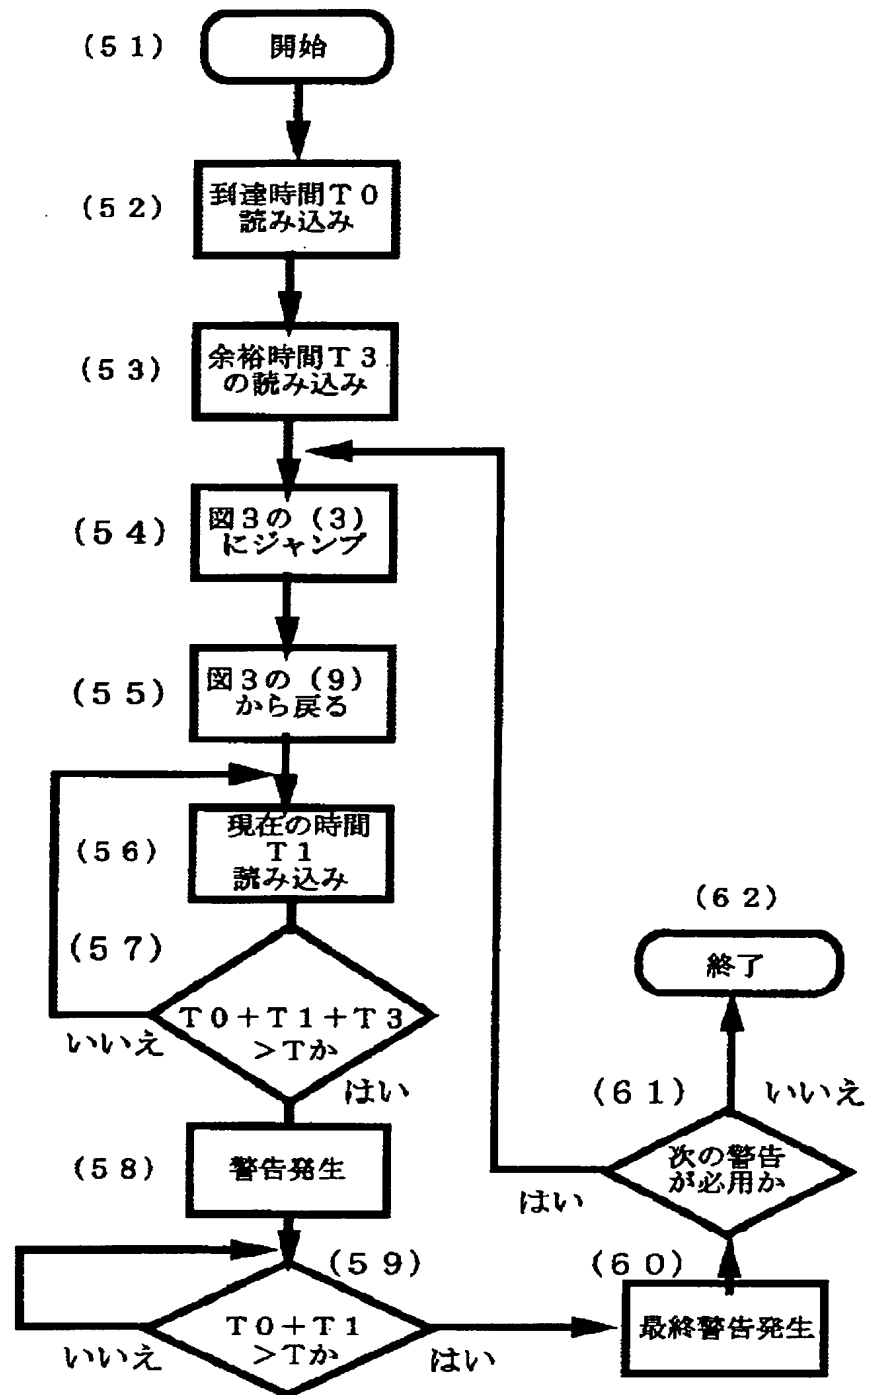 (51)
開始
(52)
到達時間T0
読み込み
(53)
余裕時間T3
の読み込み
(54)
図3の(3)
にジャンプ
(55)
図3の(9)
から戻る
(56)
現在の時間
T1
読み込み
(57)
T0+T1+T3
>Tか
いいえ
はい
(58)
警告発生
(59)
T0+T1
>Tか
いいえ
はい
(60)
最終警告発生
(61)
次の警告
が必用か
はい
いいえ
(62)
終了